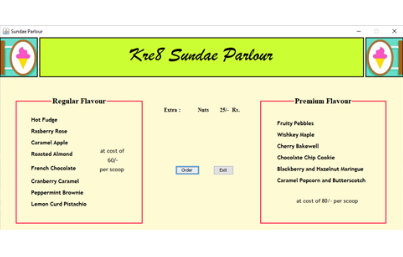 Sundae Parlour
Kre8 Sundae Parlour
Regular Flavour
Hot Fudge
Rasberry Rose
Caramel Apple
Roasted Almond
French Chocolate
Cranberry Caramel
Peppermint Brownie
Lemon Curd Pistachio
at cost of
60/-
per scoop
Extra : Nuts 25/- Rs.
Order Exit
Premium Flavour
Fruity Pebbles
Wishkey Maple
Cherry Bakewell
Chocolate Chip Cookie
Blackberry and Hazelnut Maringue
Caramel Popcorn and Butterscotch
at cost of 80/- per scoop